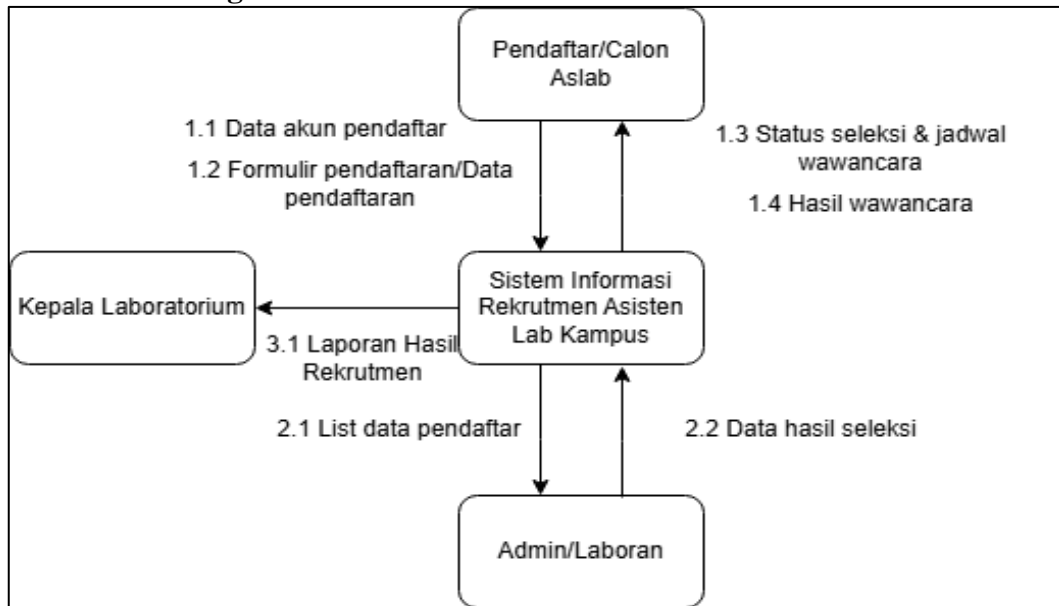 Pendaftar/Calon
Aslab
1.1 Data akun pendaftar
1.2 Formulir pendaftaran/Data
pendaftaran
1.3 Status seleksi & jadwal
wawancara
1.4 Hasil wawancara
Kepala Laboratorium
Sistem Informasi
Rekrutmen Asisten
Lab Kampus
3.1 Laporan Hasil
Rekrutmen
2.1 List data pendaftar
2.2 Data hasil seleksi
Admin/Laboran